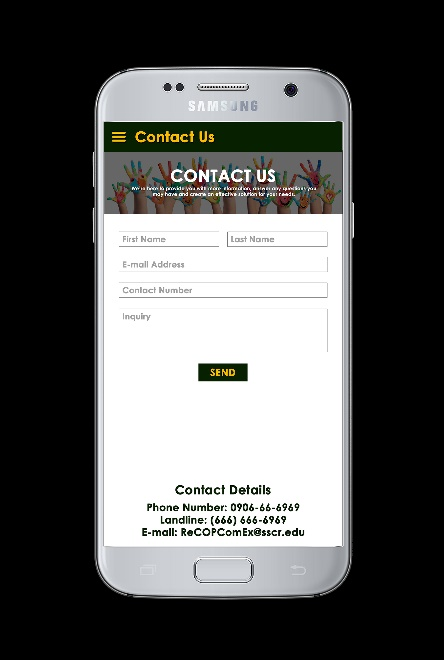 SAMSUNG
Contact Us
CONTACT US
We're here to provide you with more information, answer any questions you
may have and create an effective solution for your needs.
First Name
Last Name
E-mail Address
Contact Number
Inquiry
SEND
Contact Details
Phone Number: 0906-66-6969
Landline: (666) 666-6969
E-mail: ReCOPComEx@sscr.edu